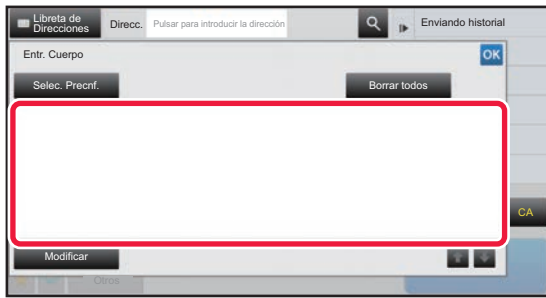 Libreta de
Direcciones
Direcc.
Pulsar para introducir la dirección
Enviando historial
Entr. Cuerpo
OK
Selec. Precnf.
Borrar todos
CA
Modificar
Otros